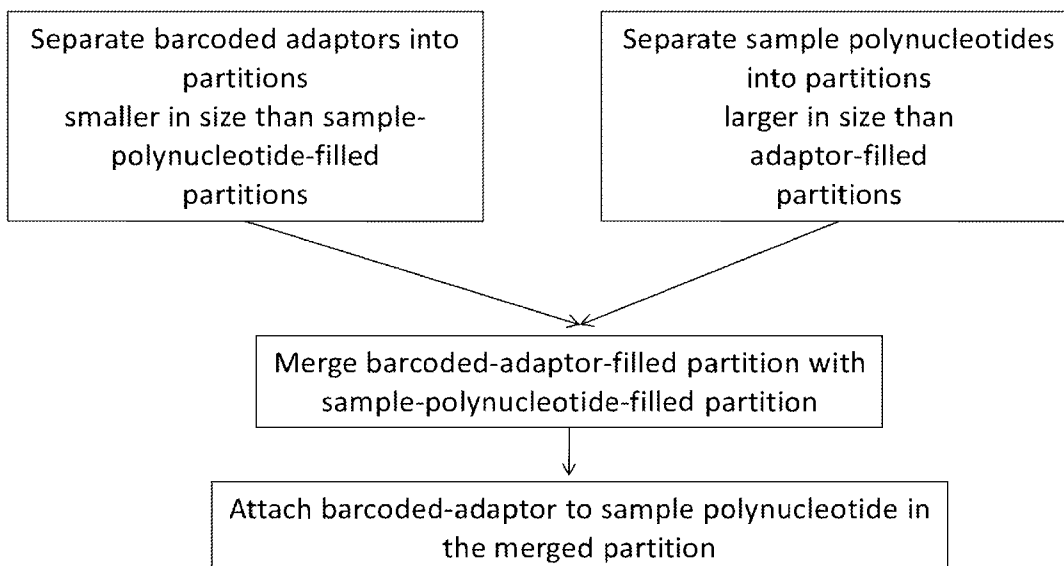 Separate barcoded adaptors into
partitions
smaller in size than sample-
polynucleotide-filled
partitions
Separate sample polynucleotides
into partitions
larger in size than
adaptor-filled
partitions
Merge barcoded-adaptor-filled partition with
sample-polynucleotide-filled partition
Attach barcoded-adaptor to sample polynucleotide in
the merged partition